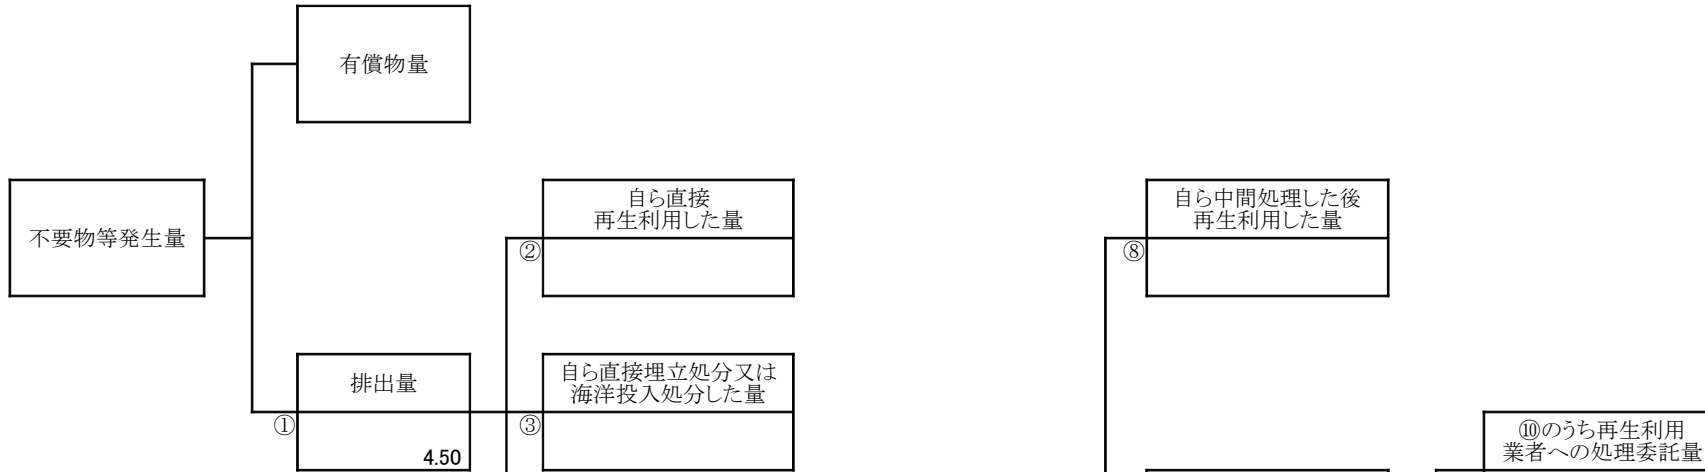 有償物量
不要物等発生量
自ら直接
再生利用した量
②
自ら中間処理した後
再生利用した量
⑧
排出量
①
4.50
自ら直接埋立処分又は
海洋投入処分した量
③
⑩のうち再生利用
業者への処理委託量